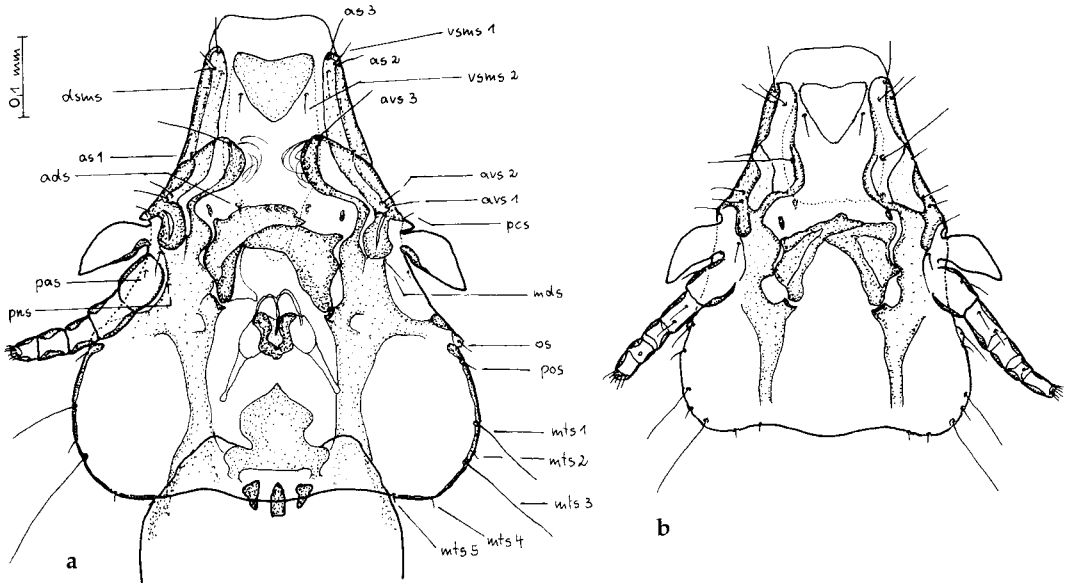 as 3
vsms 1
as 2
vsms 2
avs 3
0,1 mm
dsms
as 1
ads
avs 2
avs 1
pcs
pas
pns
mds
os
pos
mts 1
mts 2
mts 3
mts 4
mts 5
a
b